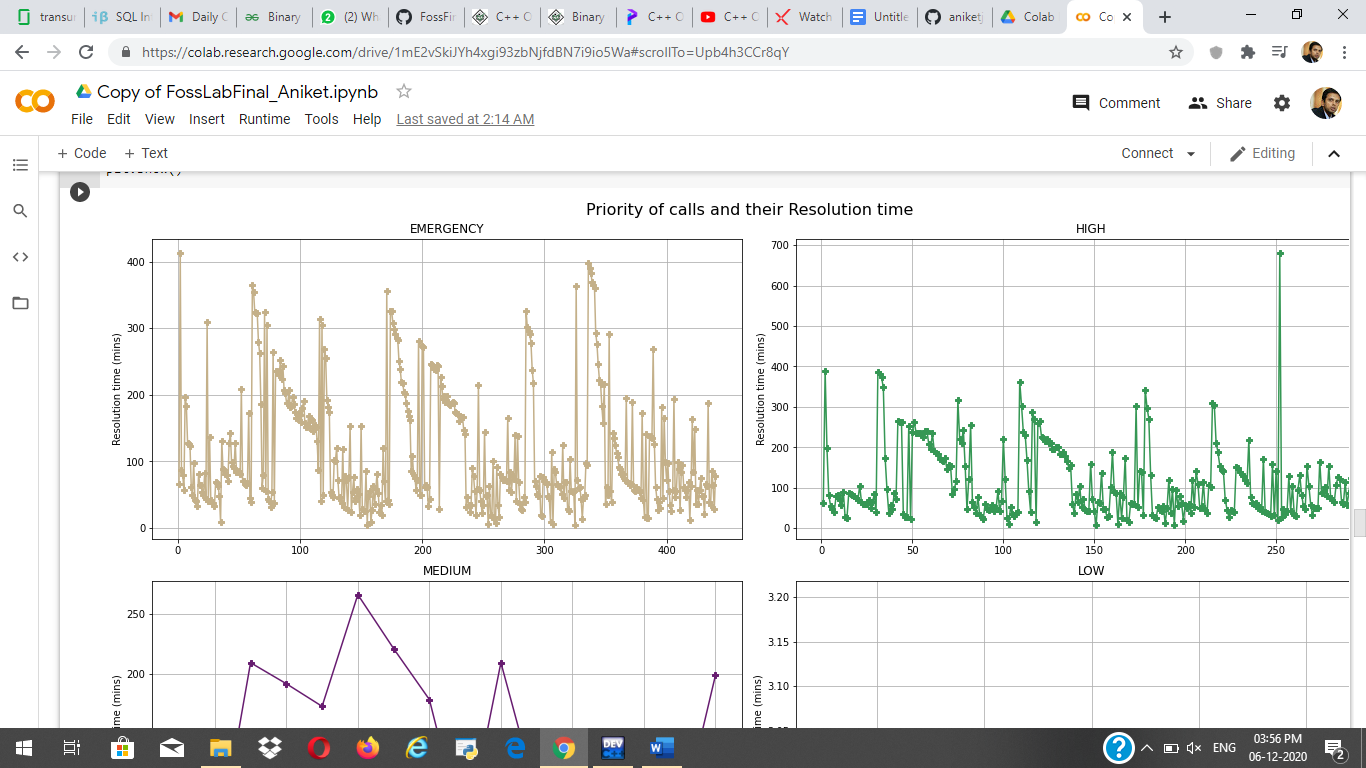 transu
SQL In
Daily C
Binary
(2) Wh
FossFir
C++ C
Binary
C++ C
C++ C
Watch
Untitle
aniket
Colab
Co
https://colab.research.google.com/drive/1mE2vSkiJYh4xgi93zbNjfdBN7i9io5Wa#scrollTo=Upb4h3CCr8qY
Copy of FossLabFinal_Aniket.ipynb
Comment
Share
File Edit View Insert Runtime Tools Help Last saved at 2:14 AM
+ Code + Text
Connect
Editing
Priority of calls and their Resolution time
EMERGENCY
Resolution time (mins)
400
300
200
100
0
0 100 200 300 400
HIGH
Resolution time (mins)
700
600
500
400
300
200
100
0
0 50 100 150 200 250
MEDIUM
250
200
me (mins)
LOW
3.20
3.15
3.10
me (mins)
DEV
C++
ENG
03:56 PM
06-12-2020
2